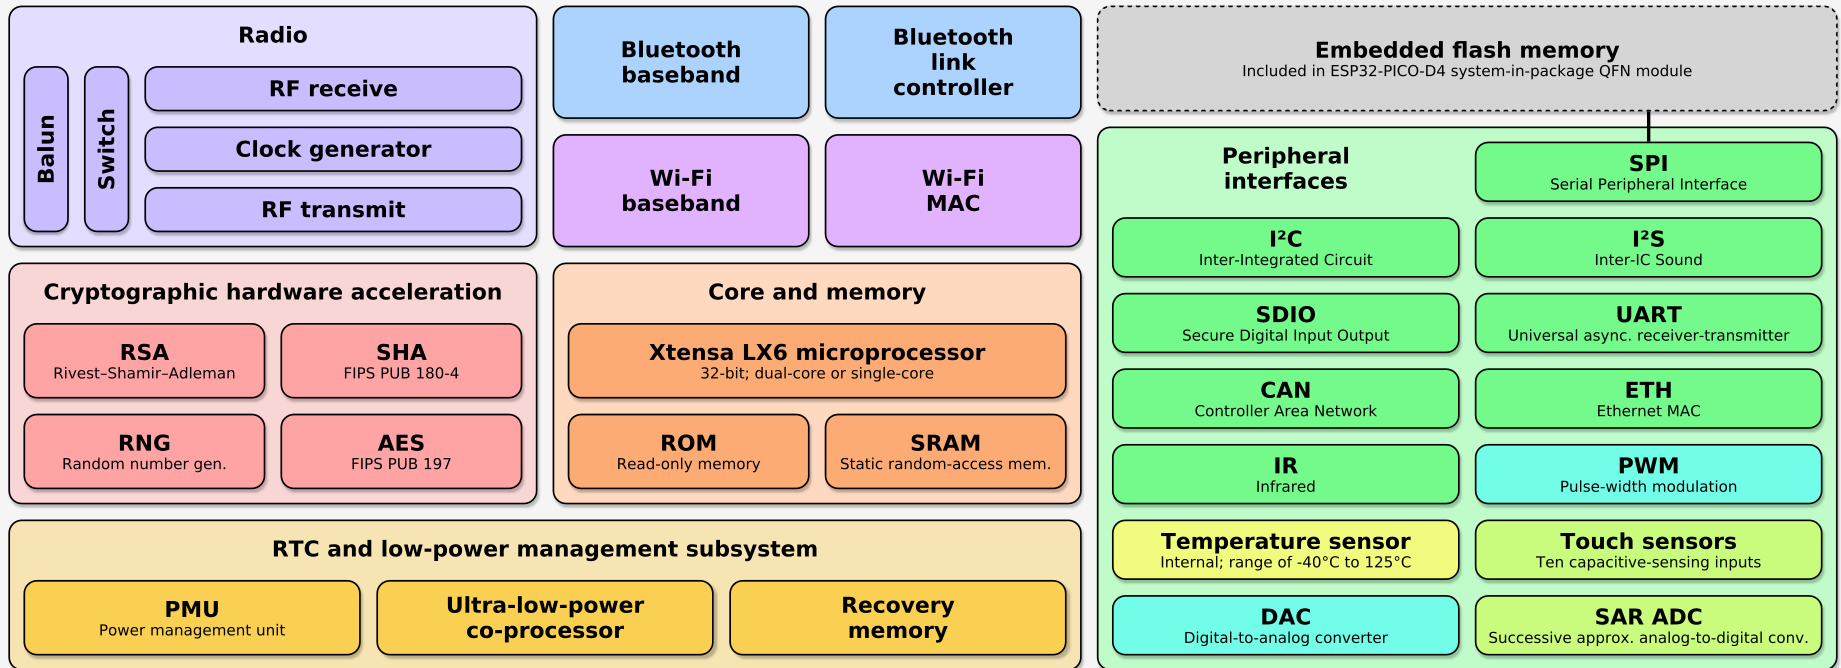 Radio
Balun
Switch
RF receive
Clock generator
RF transmit
Bluetooth
baseband
Bluetooth
link
controller
Wi-Fi
baseband
Wi-Fi
MAC
Embedded flash memory
Included in ESP32-PICO-D4 system-in-package QFN module
Cryptographic hardware acceleration
RSA
Rivest–Shamir–Adleman
SHA
FIPS PUB 180-4
RNG
Random number gen.
AES
FIPS PUB 197
Core and memory
Xtensa LX6 microprocessor
32-bit; dual-core or single-core
ROM
Read-only memory
SRAM
Static random-access mem.
RTC and low-power management subsystem
PMU
Power management unit
Ultra-low-power
co-processor
Recovery
memory
Peripheral
interfaces
SPI
Serial Peripheral Interface
I²C
Inter-Integrated Circuit
I²S
Inter-IC Sound
SDIO
Secure Digital Input Output
UART
Universal async. receiver-transmitter
CAN
Controller Area Network
ETH
Ethernet MAC
IR
Infrared
PWM
Pulse-width modulation
Temperature sensor
Internal; range of -40°C to 125°C
Touch sensors
Ten capacitive-sensing inputs
DAC
Digital-to-analog converter
SAR ADC
Successive approx. analog-to-digital conv.